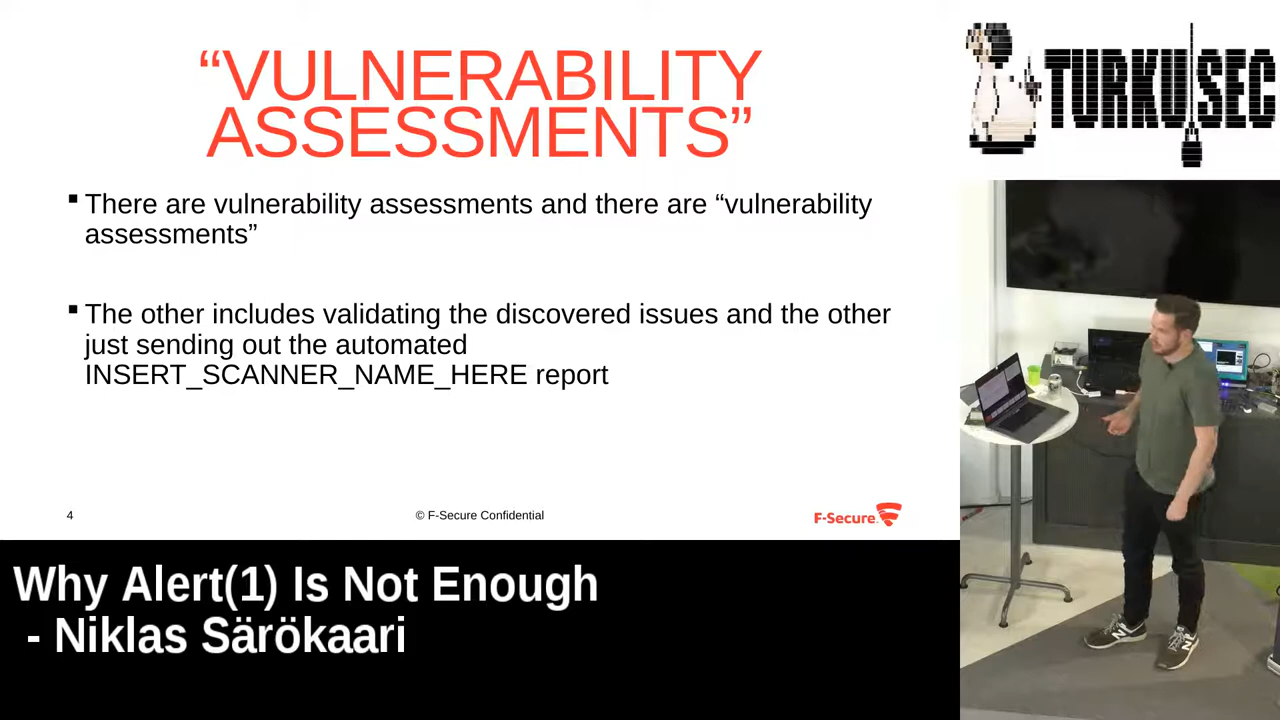 “VULNERABILITY
ASSESSMENTS”
▪ There are vulnerability assessments and there are “vulnerability
assessments”
▪ The other includes validating the discovered issues and the other
just sending out the automated
INSERT_SCANNER_NAME_HERE report
4
© F-Secure Confidential
F-Secure.
TURKU SEC
Why Alert(1) Is Not Enough
- Niklas Särökaari